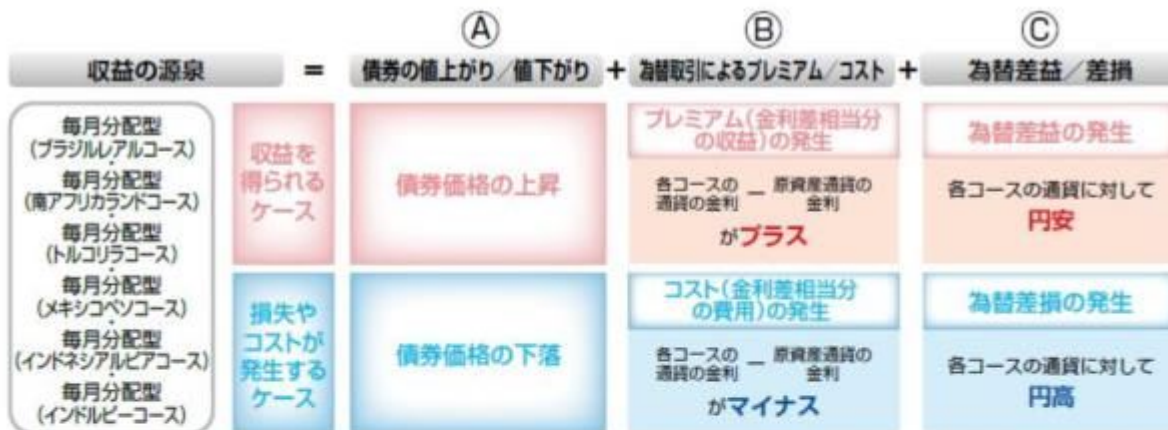 Ⓐ
Ⓑ
Ⓒ
収益の源泉 = 債券の値上がり／値下がり + 為替取引によるプレミアム／コスト + 為替差益／差損
毎月分配型
(ブラジルレアルコース)
・
毎月分配型
(南アフリカランドコース)
・
毎月分配型
(トルコリラコース)
・
毎月分配型
(メキシコペソコース)
・
毎月分配型
(インドネシアルピアコース)
・
毎月分配型
(インドルピーコース)
収益を
得られる
ケース
債券価格の上昇
プレミアム(金利差相当分
の収益)の発生
各コースの 原資産通貨の
通貨の金利 － 金利
がプラス
為替差益の発生
各コースの通貨に対して
円安
損失や
コストが
発生する
ケース
債券価格の下落
コスト(金利差相当分
の費用)の発生
各コースの 原資産通貨の
通貨の金利 － 金利
がマイナス
為替差損の発生
各コースの通貨に対して
円高